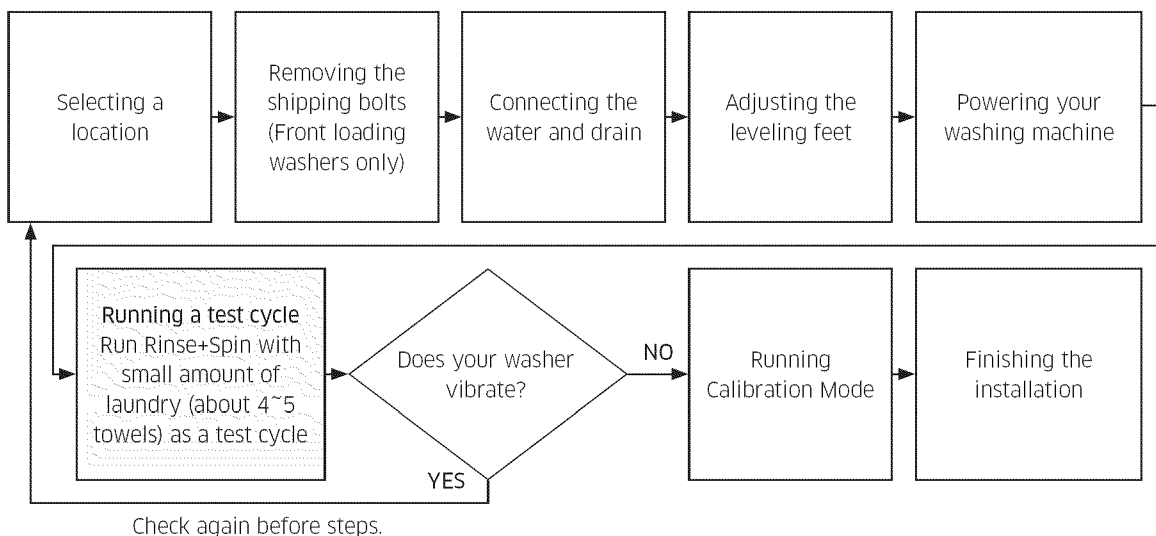 Selecting a
location
Removing the
shipping bolts
(Front loading
washers only)
Connecting the
water and drain
Adjusting the
leveling feet
Powering your
washing machine
Running a test cycle
Run Rinse+Spin with
small amount of
laundry (about 4~5
towels) as a test cycle
Does your washer
vibrate?
NO
YES
Running
Calibration Mode
Finishing the
installation
Check again before steps.